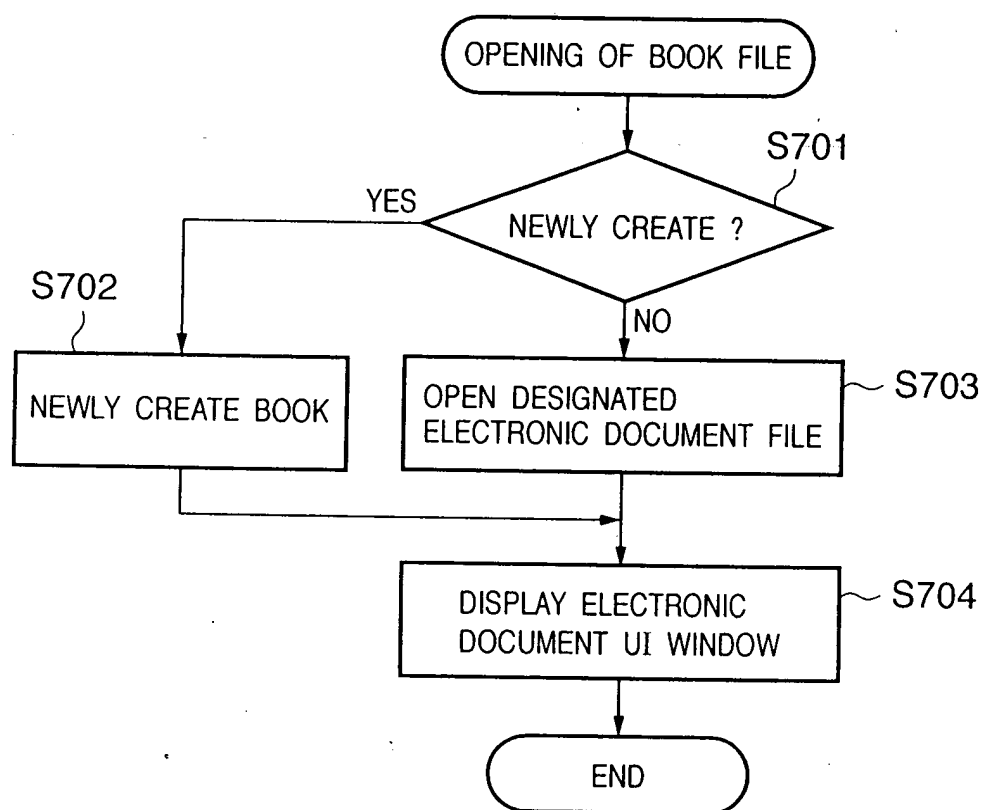 OPENING OF BOOK FILE
S701
YES
NEWLY CREATE ?
S702
NO
NEWLY CREATE BOOK
OPEN DESIGNATED
ELECTRONIC DOCUMENT FILE
S703
DISPLAY ELECTRONIC
DOCUMENT UI WINDOW
S704
END